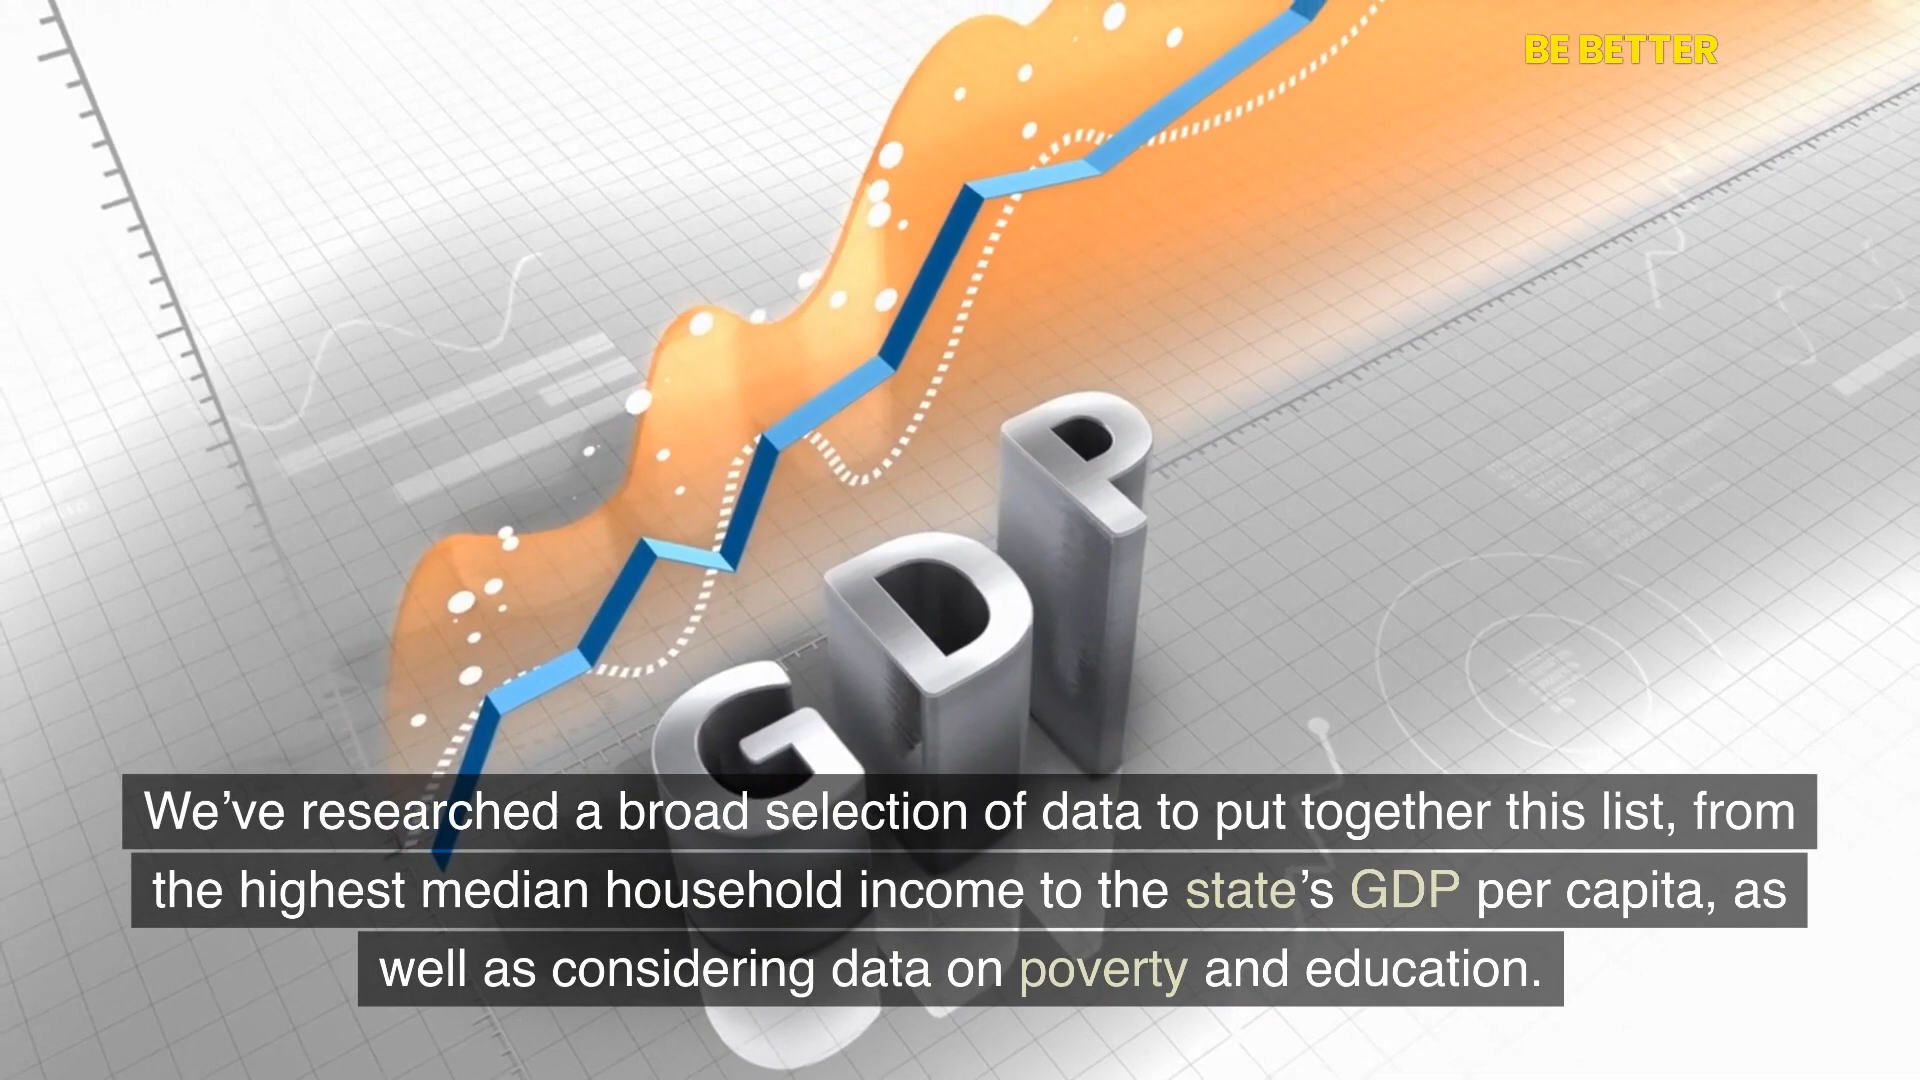 BE BETTER
GDP
We’ve researched a broad selection of data to put together this list, from
the highest median household income to the state’s GDP per capita, as
well as considering data on poverty and education.